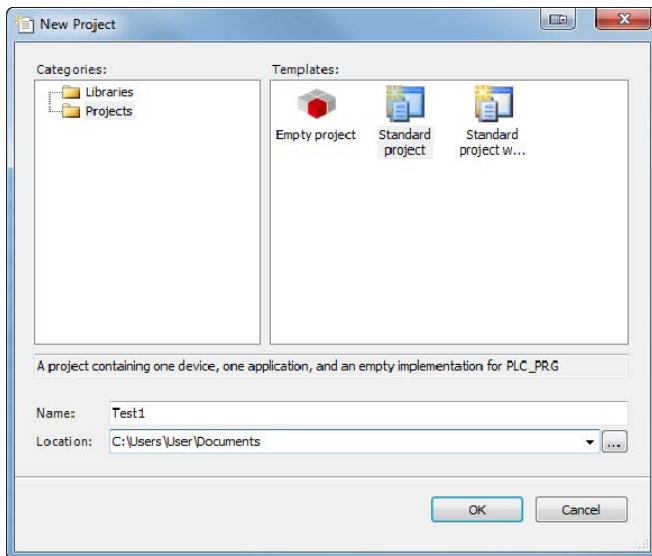 New Project
Categories:
Templates:
Libraries
Projects
Empty project
Standard
project
Standard
project w...
A project containing one device, one application, and an empty implementation for PLC_PRG
Name:
Test1
Location:
C:\Users\User\Documents
...
OK
Cancel